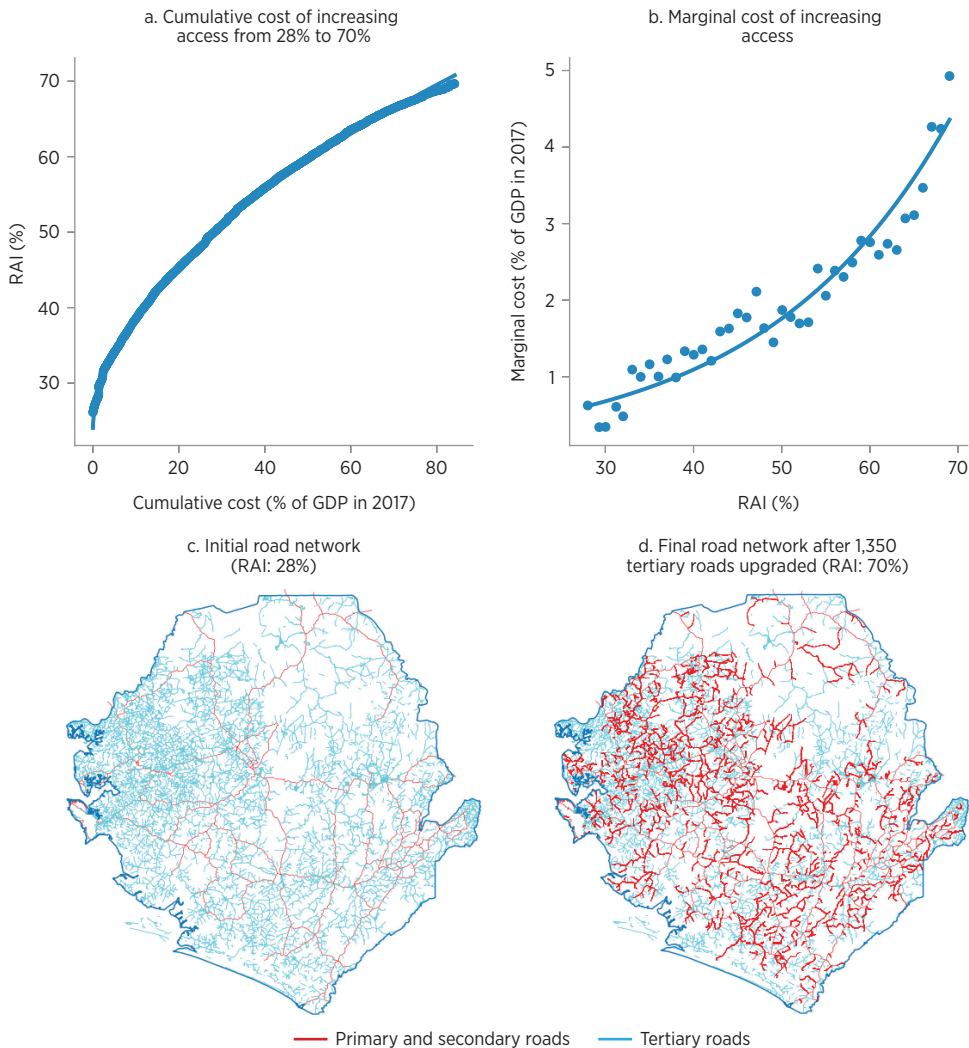 a. Cumulative cost of increasing
access from 28% to 70%
70
60
50
40
30
RAI (%)
0
20
40
60
80
Cumulative cost (% of GDP in 2017)
b. Marginal cost of increasing
access
5
4
3
2
1
Marginal cost (% of GDP in 2017)
30
40
50
60
70
RAI (%)
c. Initial road network
(RAI: 28%)
d. Final road network after 1,350
tertiary roads upgraded (RAI: 70%)
Primary and secondary roads
Tertiary roads